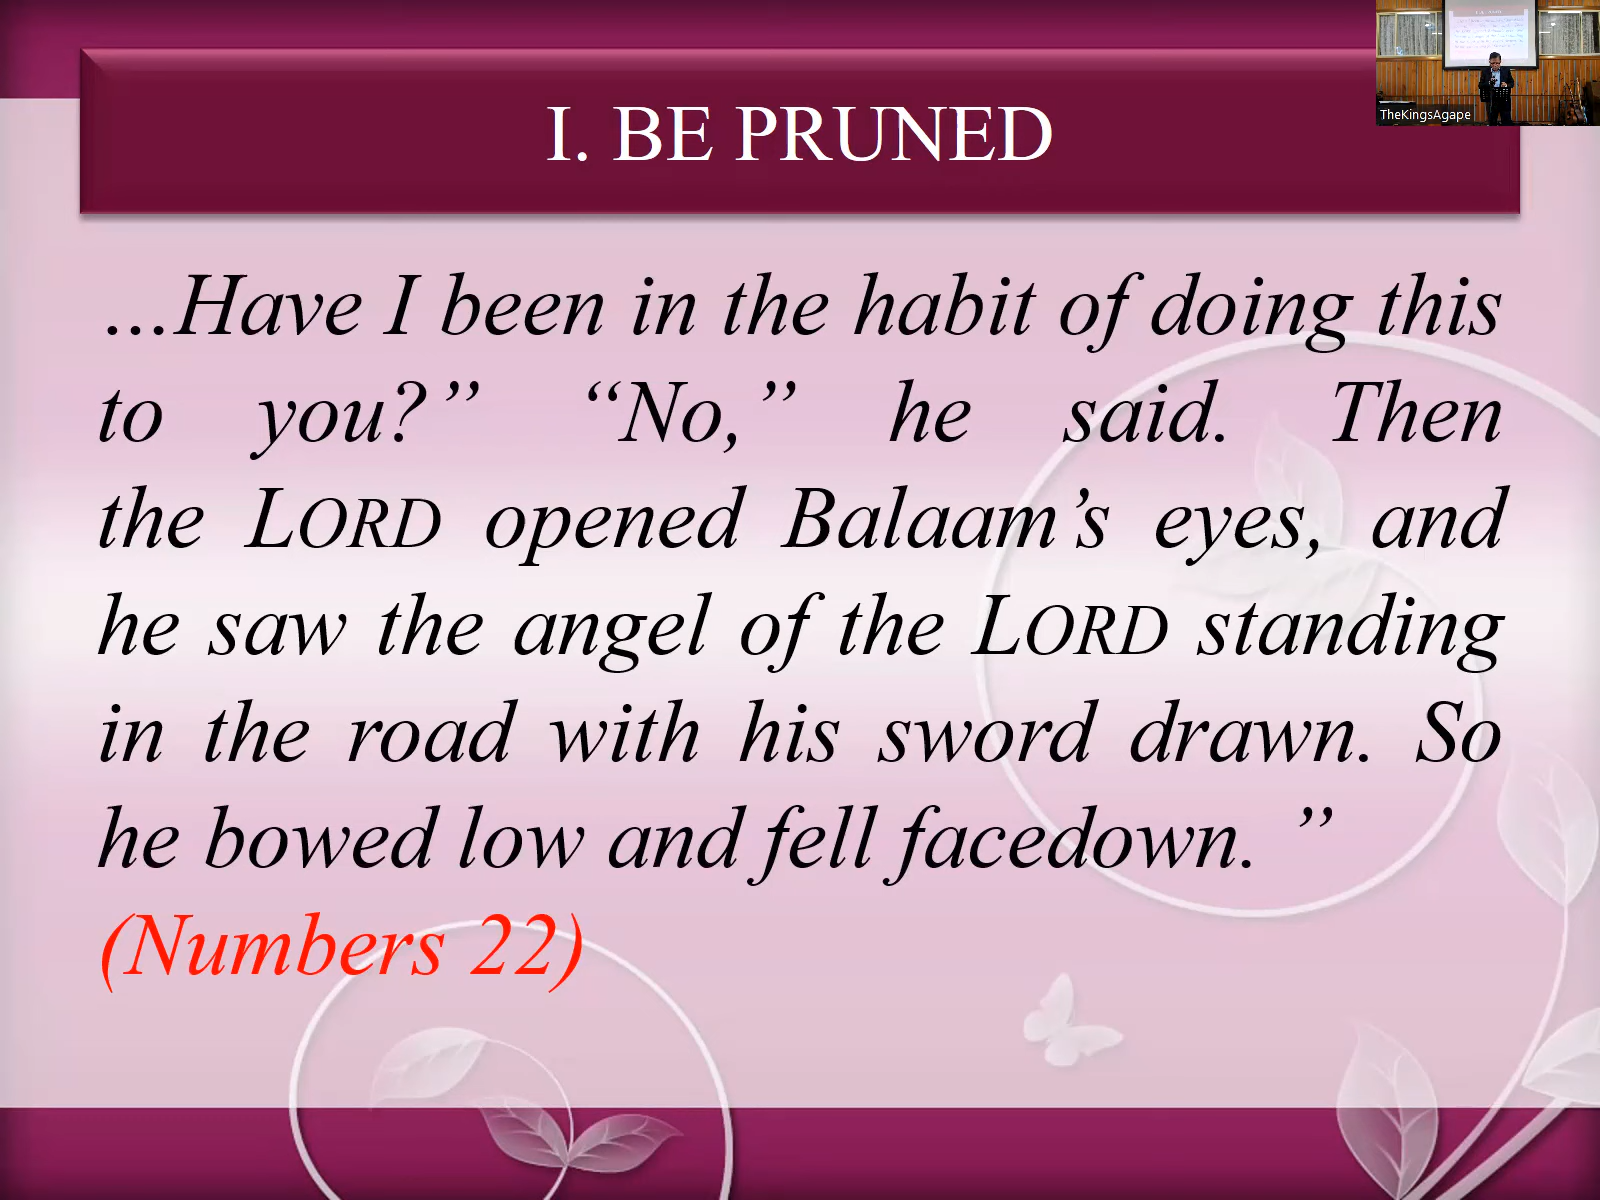 I. BE PRUNED
TheKingsAgape
…Have I been in the habit of doing this
to you?” “No,” he said. Then
the LORD opened Balaam’s eyes, and
he saw the angel of the LORD standing
in the road with his sword drawn. So
he bowed low and fell facedown. ”
(Numbers 22)